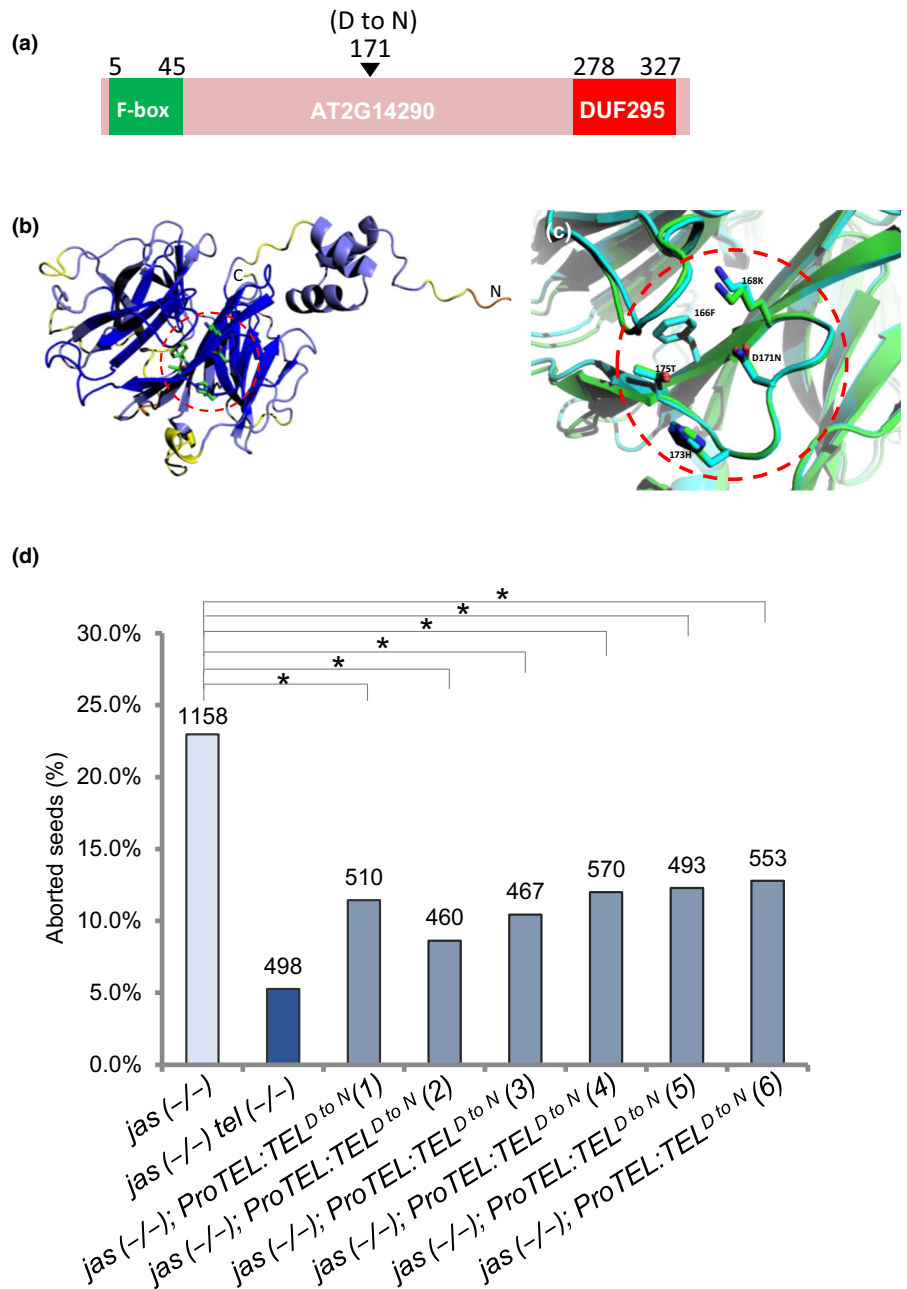 (a)
(D to N)
171
5 45 278 327
F-box AT2G14290 DUF295
(b)
C
N
(c)
168K
166F
D171N
175T
173H
(d)
*
*
*
*
*
*
30.0%
25.0%
20.0%
15.0%
10.0%
5.0%
0.0%
Aborted seeds (%)
1158
498
510
460
467
570
493
553
jas (–/–)
jas (–/–) tel (–/–)
jas (–/–); ProTEL:TEL D to N (1)
jas (–/–); ProTEL:TEL D to N (2)
jas (–/–); ProTEL:TEL D to N (3)
jas (–/–); ProTEL:TEL D to N (4)
jas (–/–); ProTEL:TEL D to N (5)
jas (–/–); ProTEL:TEL D to N (6)